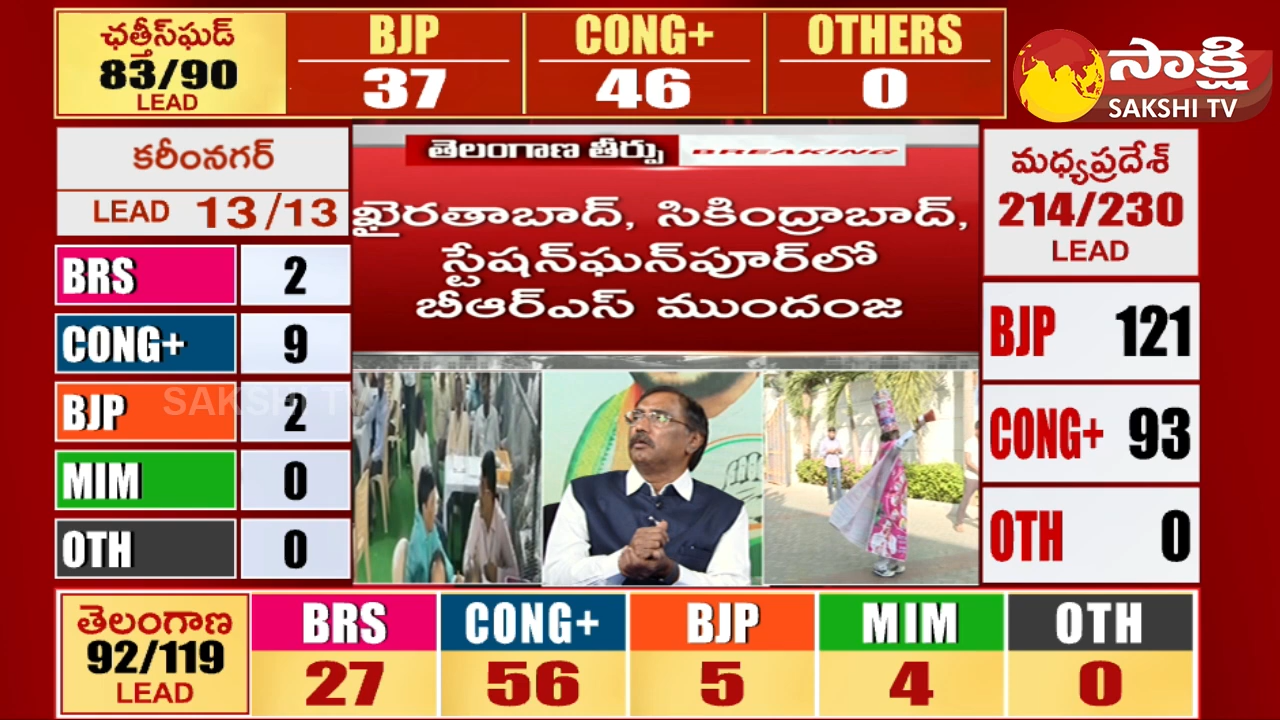 ఛత్తీస్‌ఘడ్
83/90
LEAD
BJP
37
CONG+
46
OTHERS
0
సాక్షి
SAKSHI TV
కరీంనగర్
LEAD 13/13
BRS 2
CONG+ 9
BJP 2
MIM 0
OTH 0
తెలంగాణ తీర్పు BREAKING
ఖైరతాబాద్, సికింద్రాబాద్,
స్టేషన్‌ఘన్‌పూర్‌లో
బీఆర్ఎస్ ముందంజ
SAKSHI T
మధ్యప్రదేశ్
214/230
LEAD
BJP 121
CONG+ 93
OTH 0
తెలంగాణ
92/119
LEAD
BRS
27
CONG+
56
BJP
5
MIM
4
OTH
0